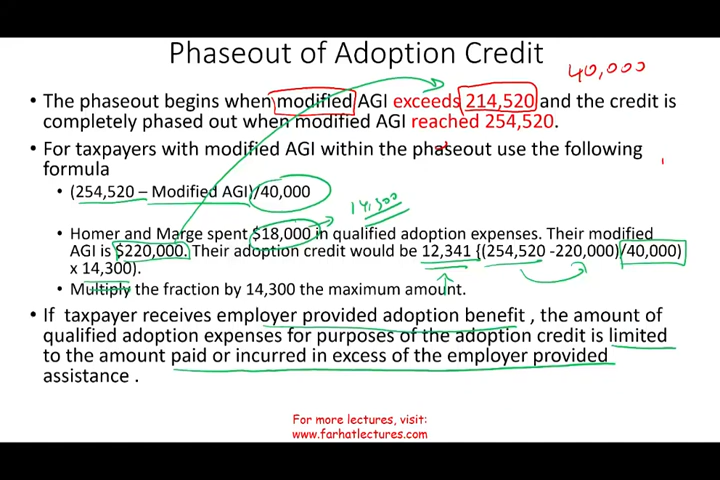 Phaseout of Adoption Credit
40,000
• The phaseout begins when modified AGI exceeds 214,520 and the credit is
completely phased out when modified AGI reached 254,520.
• For taxpayers with modified AGI within the phaseout use the following
formula
• (254,520 – Modified AGI)/40,000
14,300
• Homer and Marge spent $18,000 in qualified adoption expenses. Their modified
AGI is $220,000. Their adoption credit would be 12,341 {(254,520 -220,000)/40,000)
x 14,300).
• Multiply the fraction by 14,300 the maximum amount.
• If taxpayer receives employer provided adoption benefit , the amount of
qualified adoption expenses for purposes of the adoption credit is limited
to the amount paid or incurred in excess of the employer provided
assistance .
For more lectures, visit:
www.farhatlectures.com